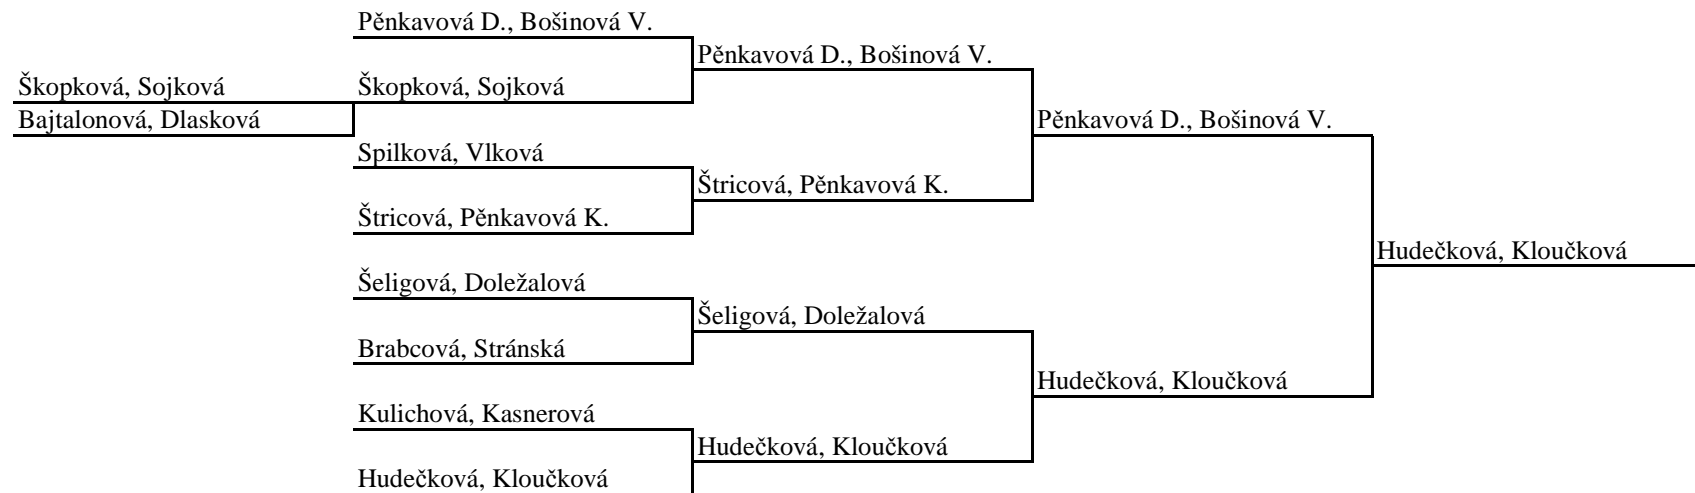 Pěnkavová D., Bošinová V.
Pěnkavová D., Bošinová V.
Škopková, Sojková
Škopková, Sojková
Bajtalonová, Dlasková
Pěnkavová D., Bošinová V.
Spilková, Vlková
Štricová, Pěnkavová K.
Štricová, Pěnkavová K.
Hudečková, Kloučková
Šeligová, Doležalová
Šeligová, Doležalová
Brabcová, Stránská
Hudečková, Kloučková
Kulichová, Kasnerová
Hudečková, Kloučková
Hudečková, Kloučková